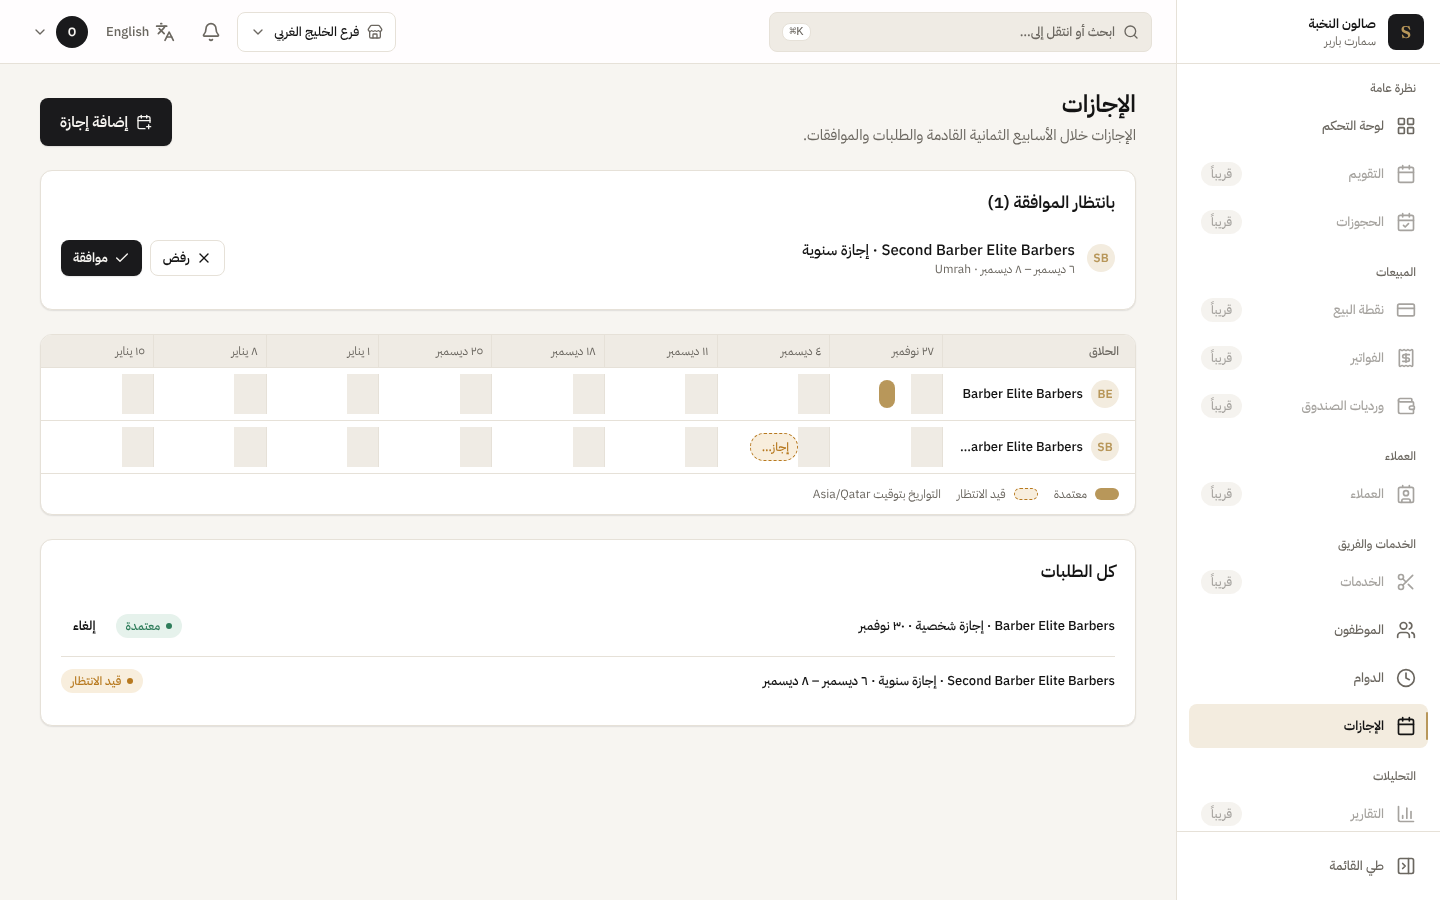 صالون النخبة
سمارت باربر
S
ابحث أو انتقل إلى...
⌘K
فرع الخليج الغربي
English
O
نظرة عامة
لوحة التحكم
التقويم
قريباً
الحجوزات
قريباً
المبيعات
نقطة البيع
قريباً
الفواتير
قريباً
ورديات الصندوق
قريباً
العملاء
العملاء
قريباً
الخدمات والفريق
الخدمات
قريباً
الموظفون
الدوام
الإجازات
التحليلات
التقارير
قريباً
طي القائمة
الإجازات
الإجازات خلال الأسابيع الثمانية القادمة والطلبات والموافقات.
إضافة إجازة
بانتظار الموافقة (1)
SB
Second Barber Elite Barbers · إجازة سنوية
٦ ديسمبر – ٨ ديسمبر · Umrah
رفض
موافقة
الحلاق
٢٧ نوفمبر
٤ ديسمبر
١١ ديسمبر
١٨ ديسمبر
٢٥ ديسمبر
١ يناير
٨ يناير
١٥ يناير
BE
Barber Elite Barbers
SB
...arber Elite Barbers
إجاز...
معتمدة
قيد الانتظار
التواريخ بتوقيت Asia/Qatar
كل الطلبات
Barber Elite Barbers · إجازة شخصية · ٣٠ نوفمبر
معتمدة
إلغاء
Second Barber Elite Barbers · إجازة سنوية · ٦ ديسمبر – ٨ ديسمبر
قيد الانتظار